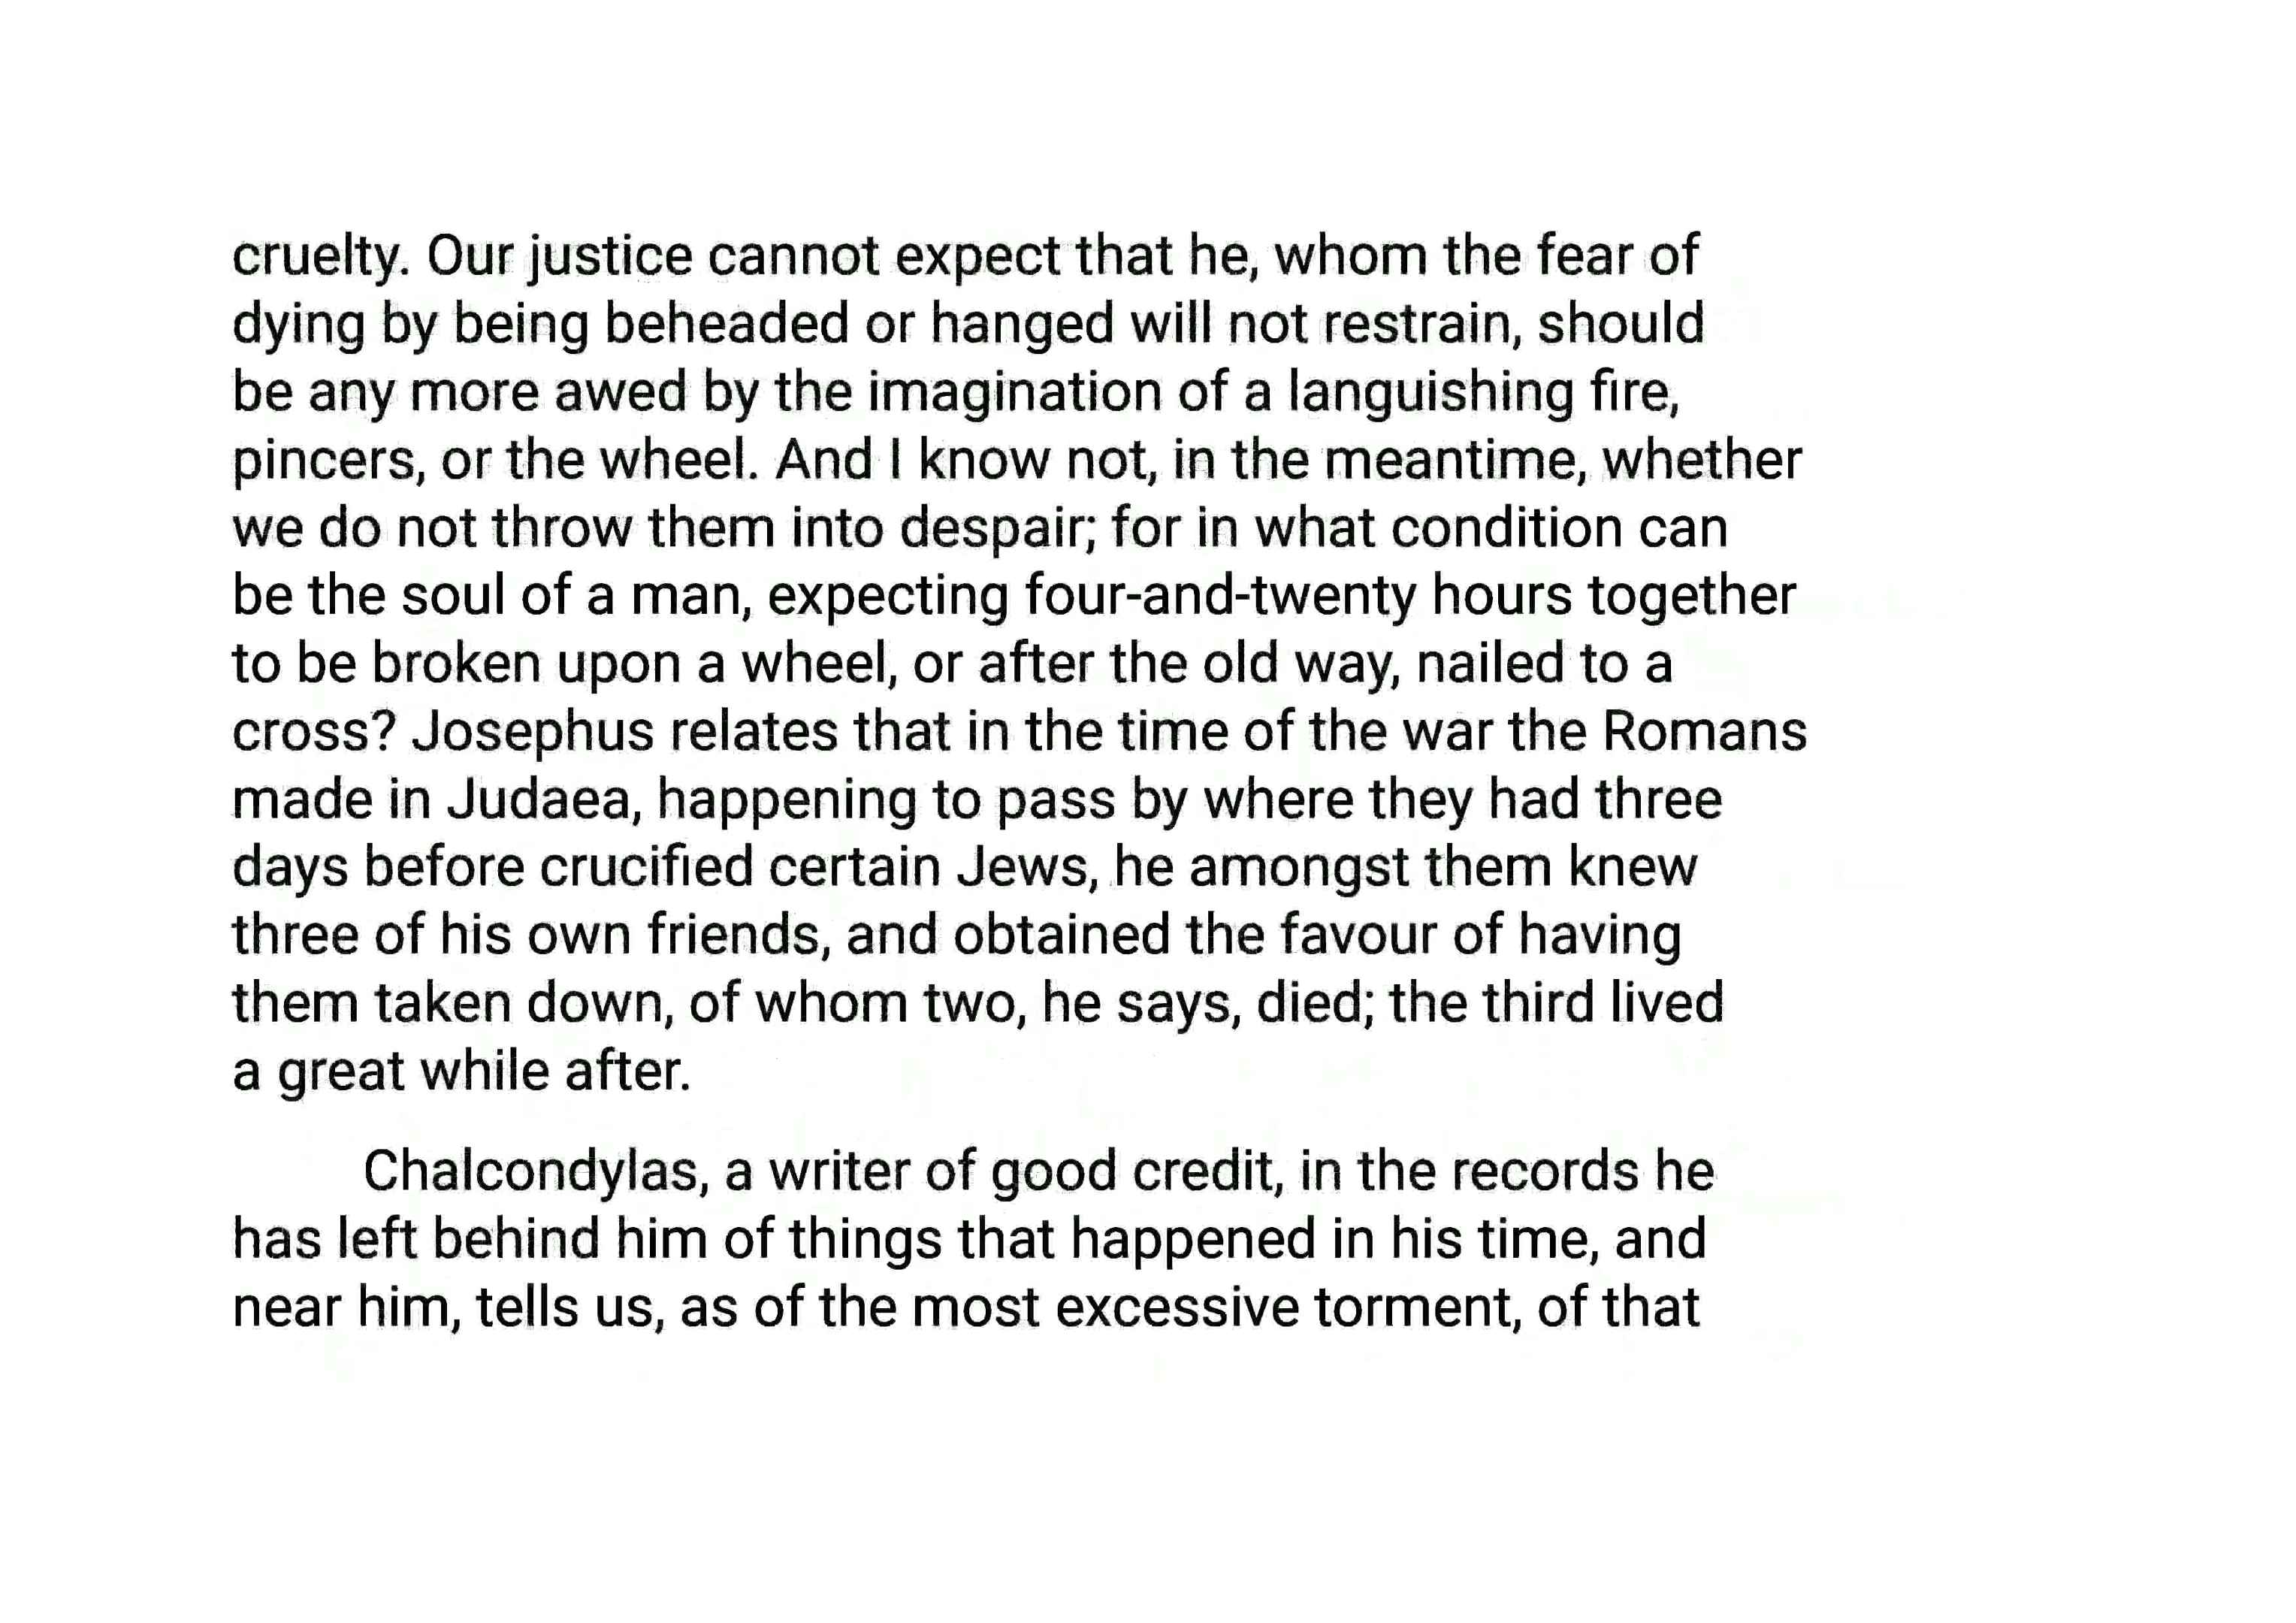 cruelty. Our justice cannot expect that he, whom the fear of
dying by being beheaded or hanged will not restrain, should
be any more awed by the imagination of a languishing fire,
pincers, or the wheel. And I know not, in the meantime, whether
we do not throw them into despair; for in what condition can
be the soul of a man, expecting four-and-twenty hours together
to be broken upon a wheel, or after the old way, nailed to a
cross? Josephus relates that in the time of the war the Romans
made in Judaea, happening to pass by where they had three
days before crucified certain Jews, he amongst them knew
three of his own friends, and obtained the favour of having
them taken down, of whom two, he says, died; the third lived
a great while after.
Chalcondylas, a writer of good credit, in the records he
has left behind him of things that happened in his time, and
near him, tells us, as of the most excessive torment, of that